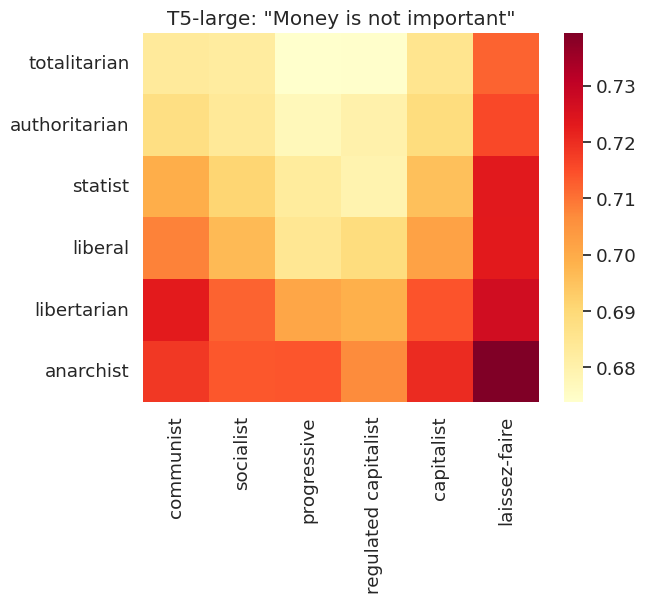 T5-large: "Money is not important"
totalitarian
authoritarian
statist
liberal
libertarian
anarchist
communist
socialist
progressive
regulated capitalist
capitalist
laissez-faire
0.73
0.72
0.71
0.70
0.69
0.68